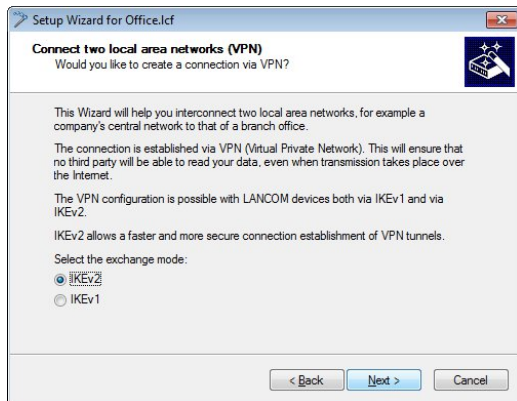 Setup Wizard for Office.lcf
Connect two local area networks (VPN)
Would you like to create a connection via VPN?
This Wizard will help you interconnect two local area networks, for example a
company's central network to that of a branch office.
The connection is established via VPN (Virtual Private Network). This will ensure that
no third party will be able to read your data, even when transmission takes place over
the Internet.
The VPN configuration is possible with LANCOM devices both via IKEv1 and via
IKEv2.
IKEv2 allows a faster and more secure connection establishment of VPN tunnels.
Select the exchange mode:
IKEv2
IKEv1
< Back
Next >
Cancel